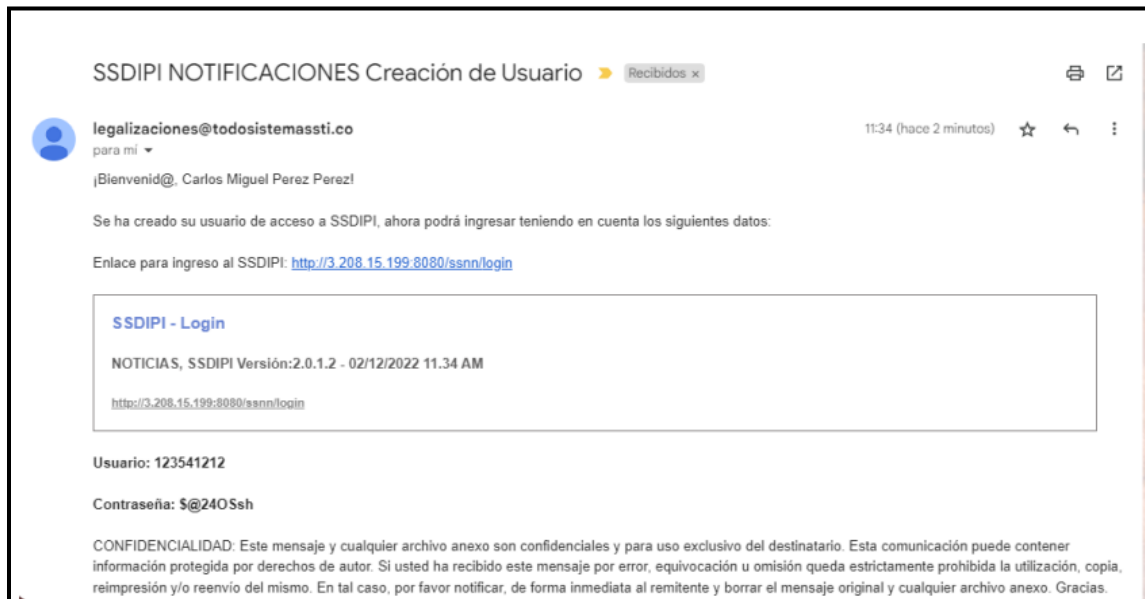 SSDIPI NOTIFICACIONES Creación de Usuario Recibidos x
legalizaciones@todosistemassti.co 11:34 (hace 2 minutos)
para mí
¡Bienvenid@, Carlos Miguel Perez Perez!
Se ha creado su usuario de acceso a SSDIPI, ahora podrá ingresar teniendo en cuenta los siguientes datos:
Enlace para ingreso al SSDIPI: http://3.208.15.199:8080/ssnn/login
SSDIPI - Login
NOTICIAS, SSDIPI Versión:2.0.1.2 - 02/12/2022 11.34 AM
http://3.208.15.199:8080/ssnn/login
Usuario: 123541212
Contraseña: $@24OSsh
CONFIDENCIALIDAD: Este mensaje y cualquier archivo anexo son confidenciales y para uso exclusivo del destinatario. Esta comunicación puede contener
información protegida por derechos de autor. Si usted ha recibido este mensaje por error, equivocación u omisión queda estrictamente prohibida la utilización, copia,
reimpresión y/o reenvío del mismo. En tal caso, por favor notificar, de forma inmediata al remitente y borrar el mensaje original y cualquier archivo anexo. Gracias.